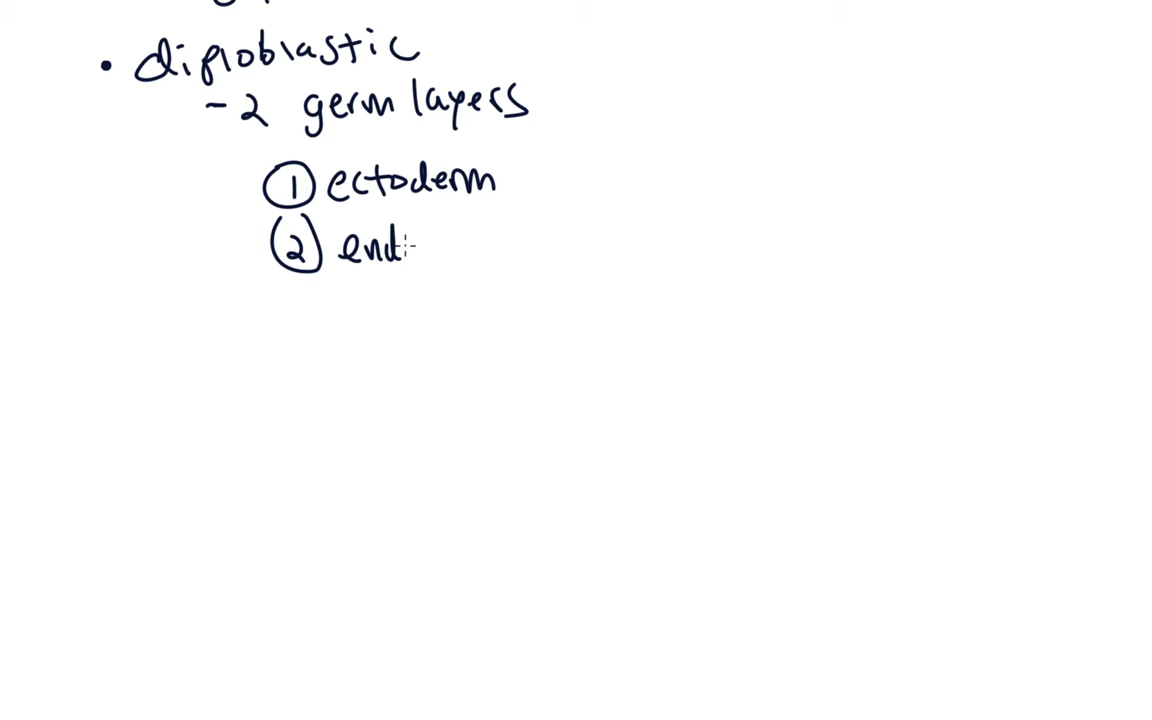 • diploblastic
- 2 germ layers
① ectoderm
② end